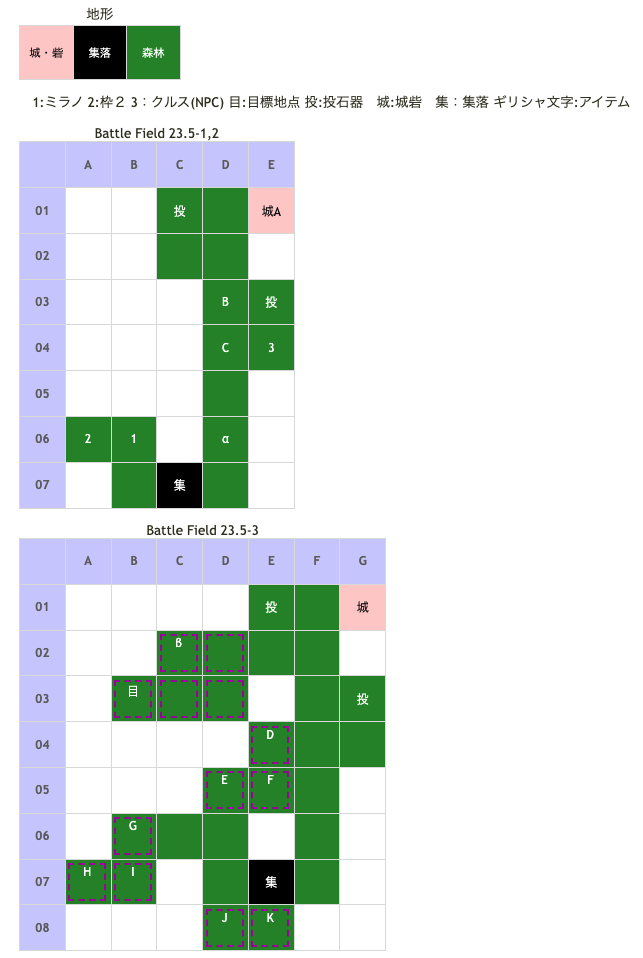 地形
城・砦 集落 森林
1:ミラノ 2:枠２ 3：クルス(NPC) 目:目標地点 投:投石器　城:城砦　集：集落 ギリシャ文字:アイテム
Battle Field 23.5-1,2
A B C D E
01 投 城A
02
03 B 投
04 C 3
05
06 2 1 α
07 集
Battle Field 23.5-3
A B C D E F G
01 投 城
02 β
03 目 投
04 D
05 E F
06 G
07 H I 集
08 J K